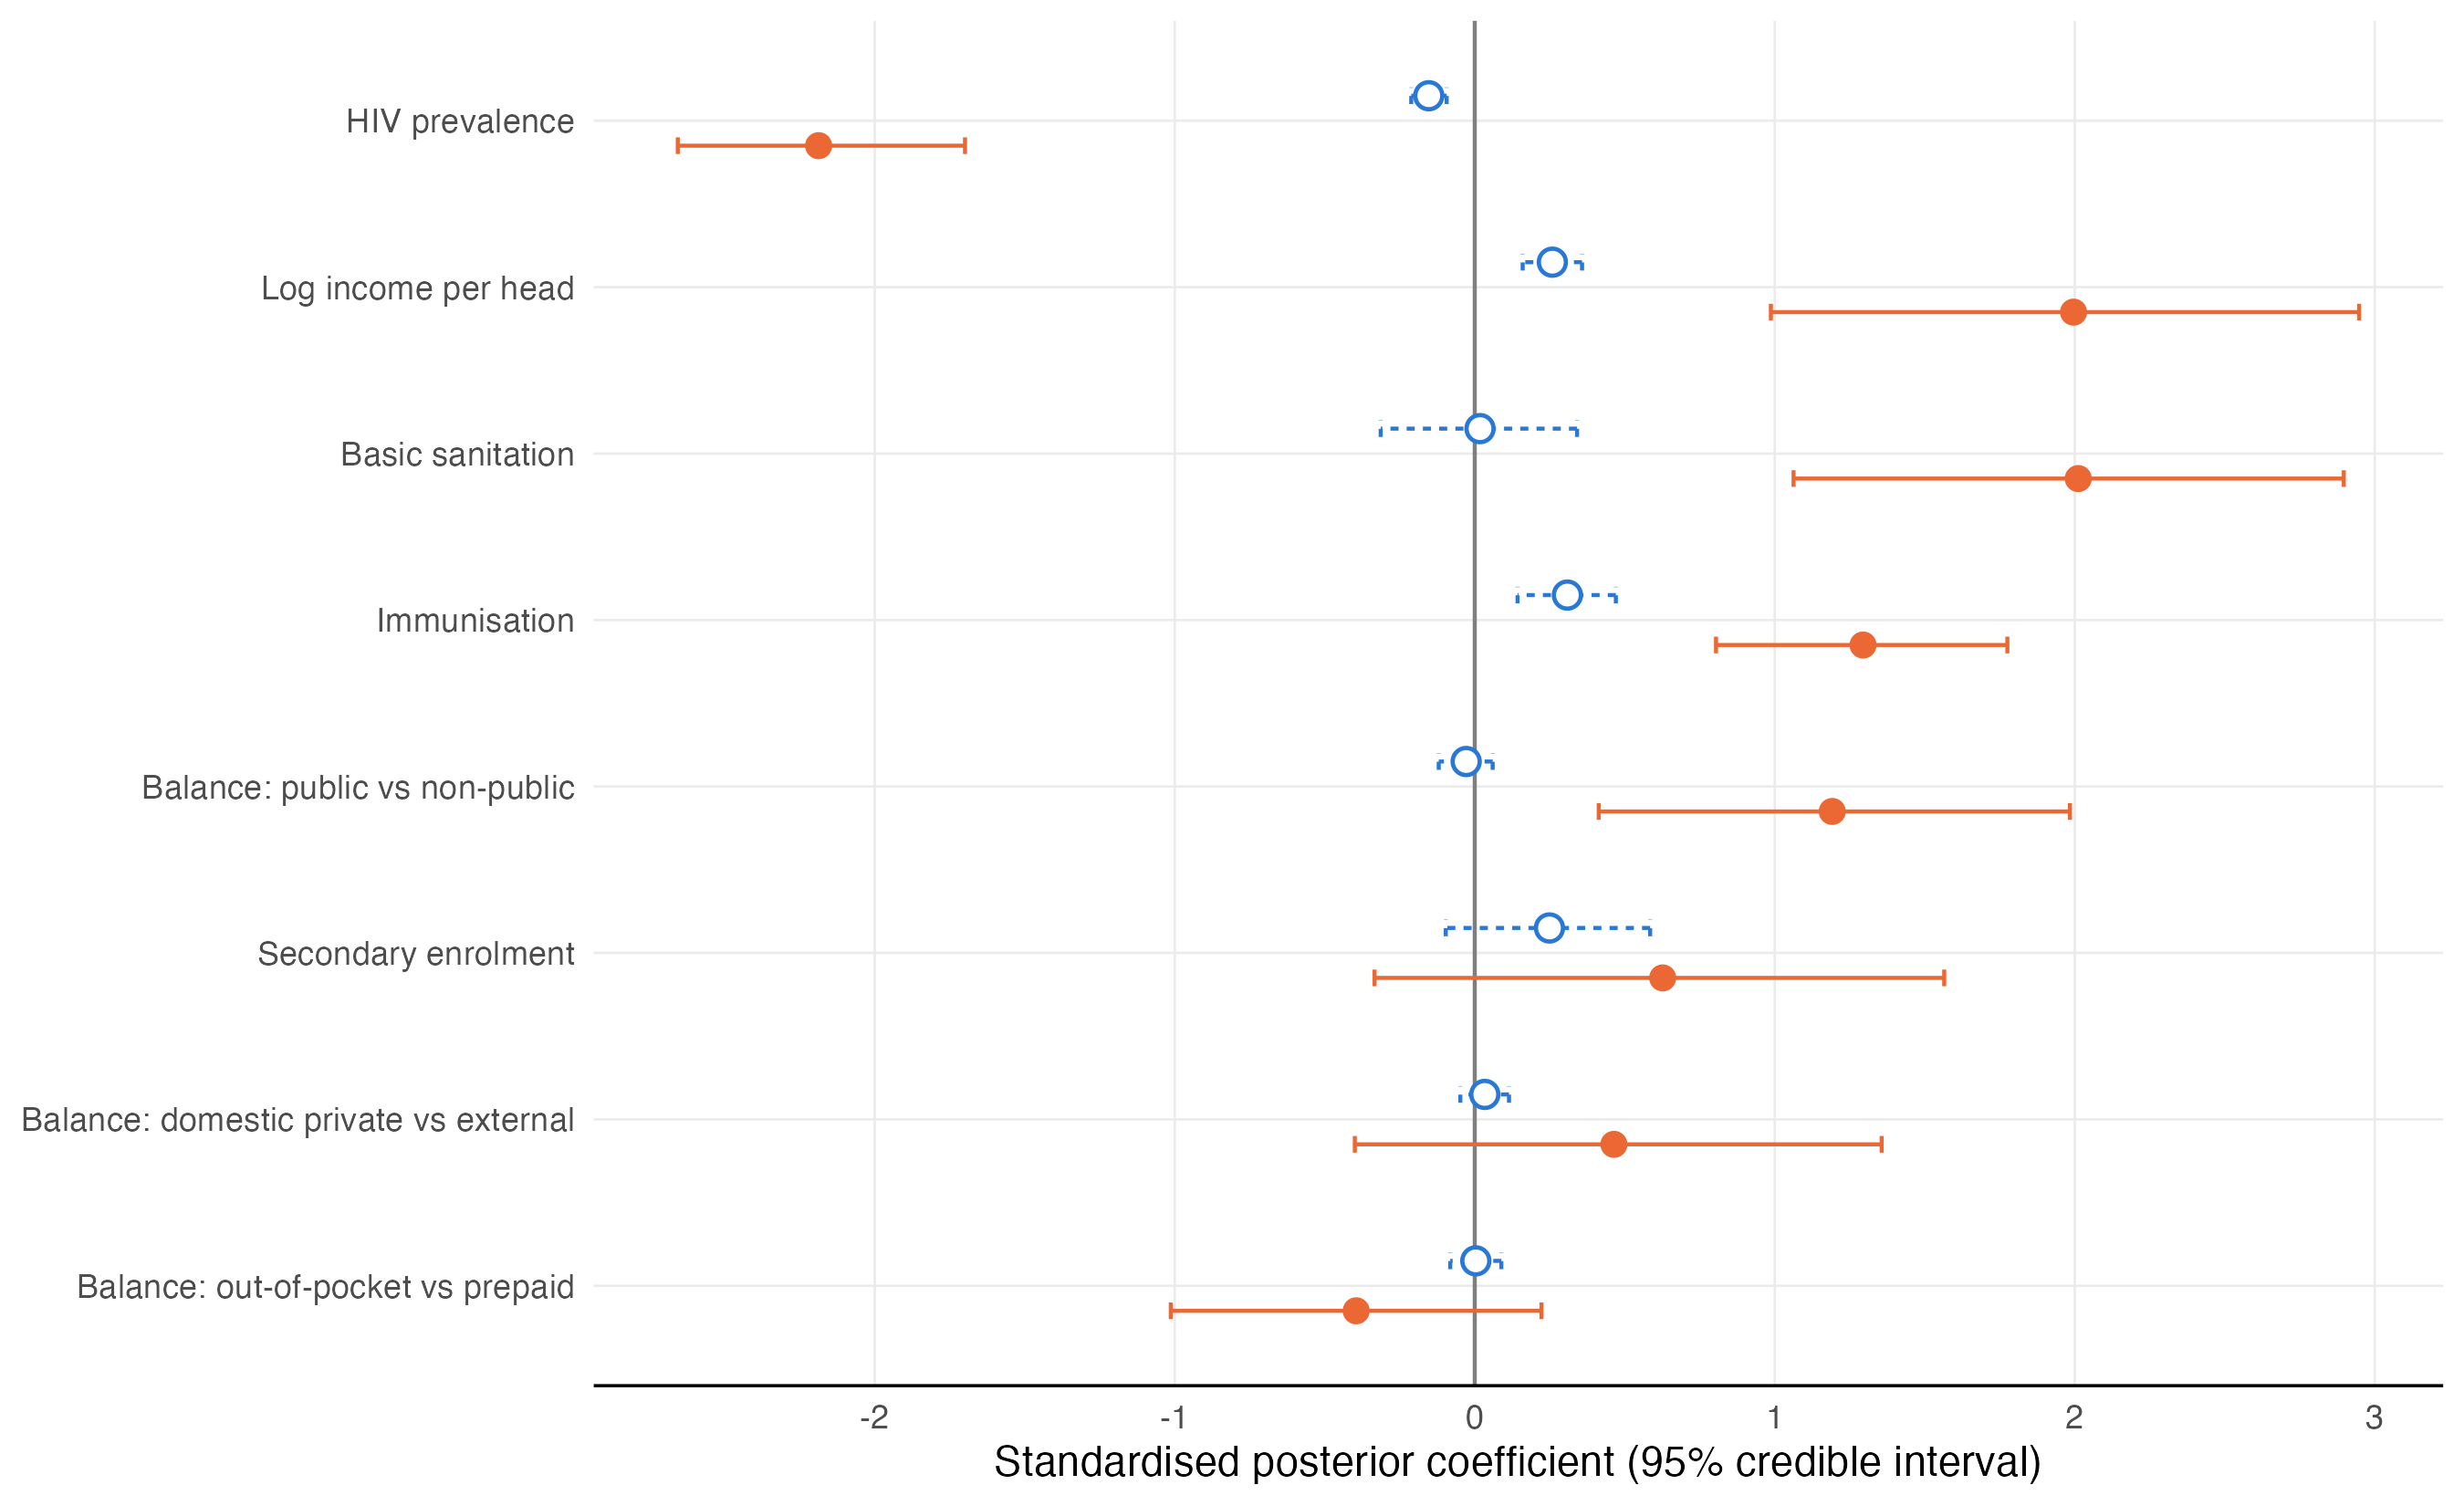 HIV prevalence
Log income per head
Basic sanitation
Immunisation
Balance: public vs non-public
Secondary enrolment
Balance: domestic private vs external
Balance: out-of-pocket vs prepaid
-2 -1 0 1 2 3
Standardised posterior coefficient (95% credible interval)